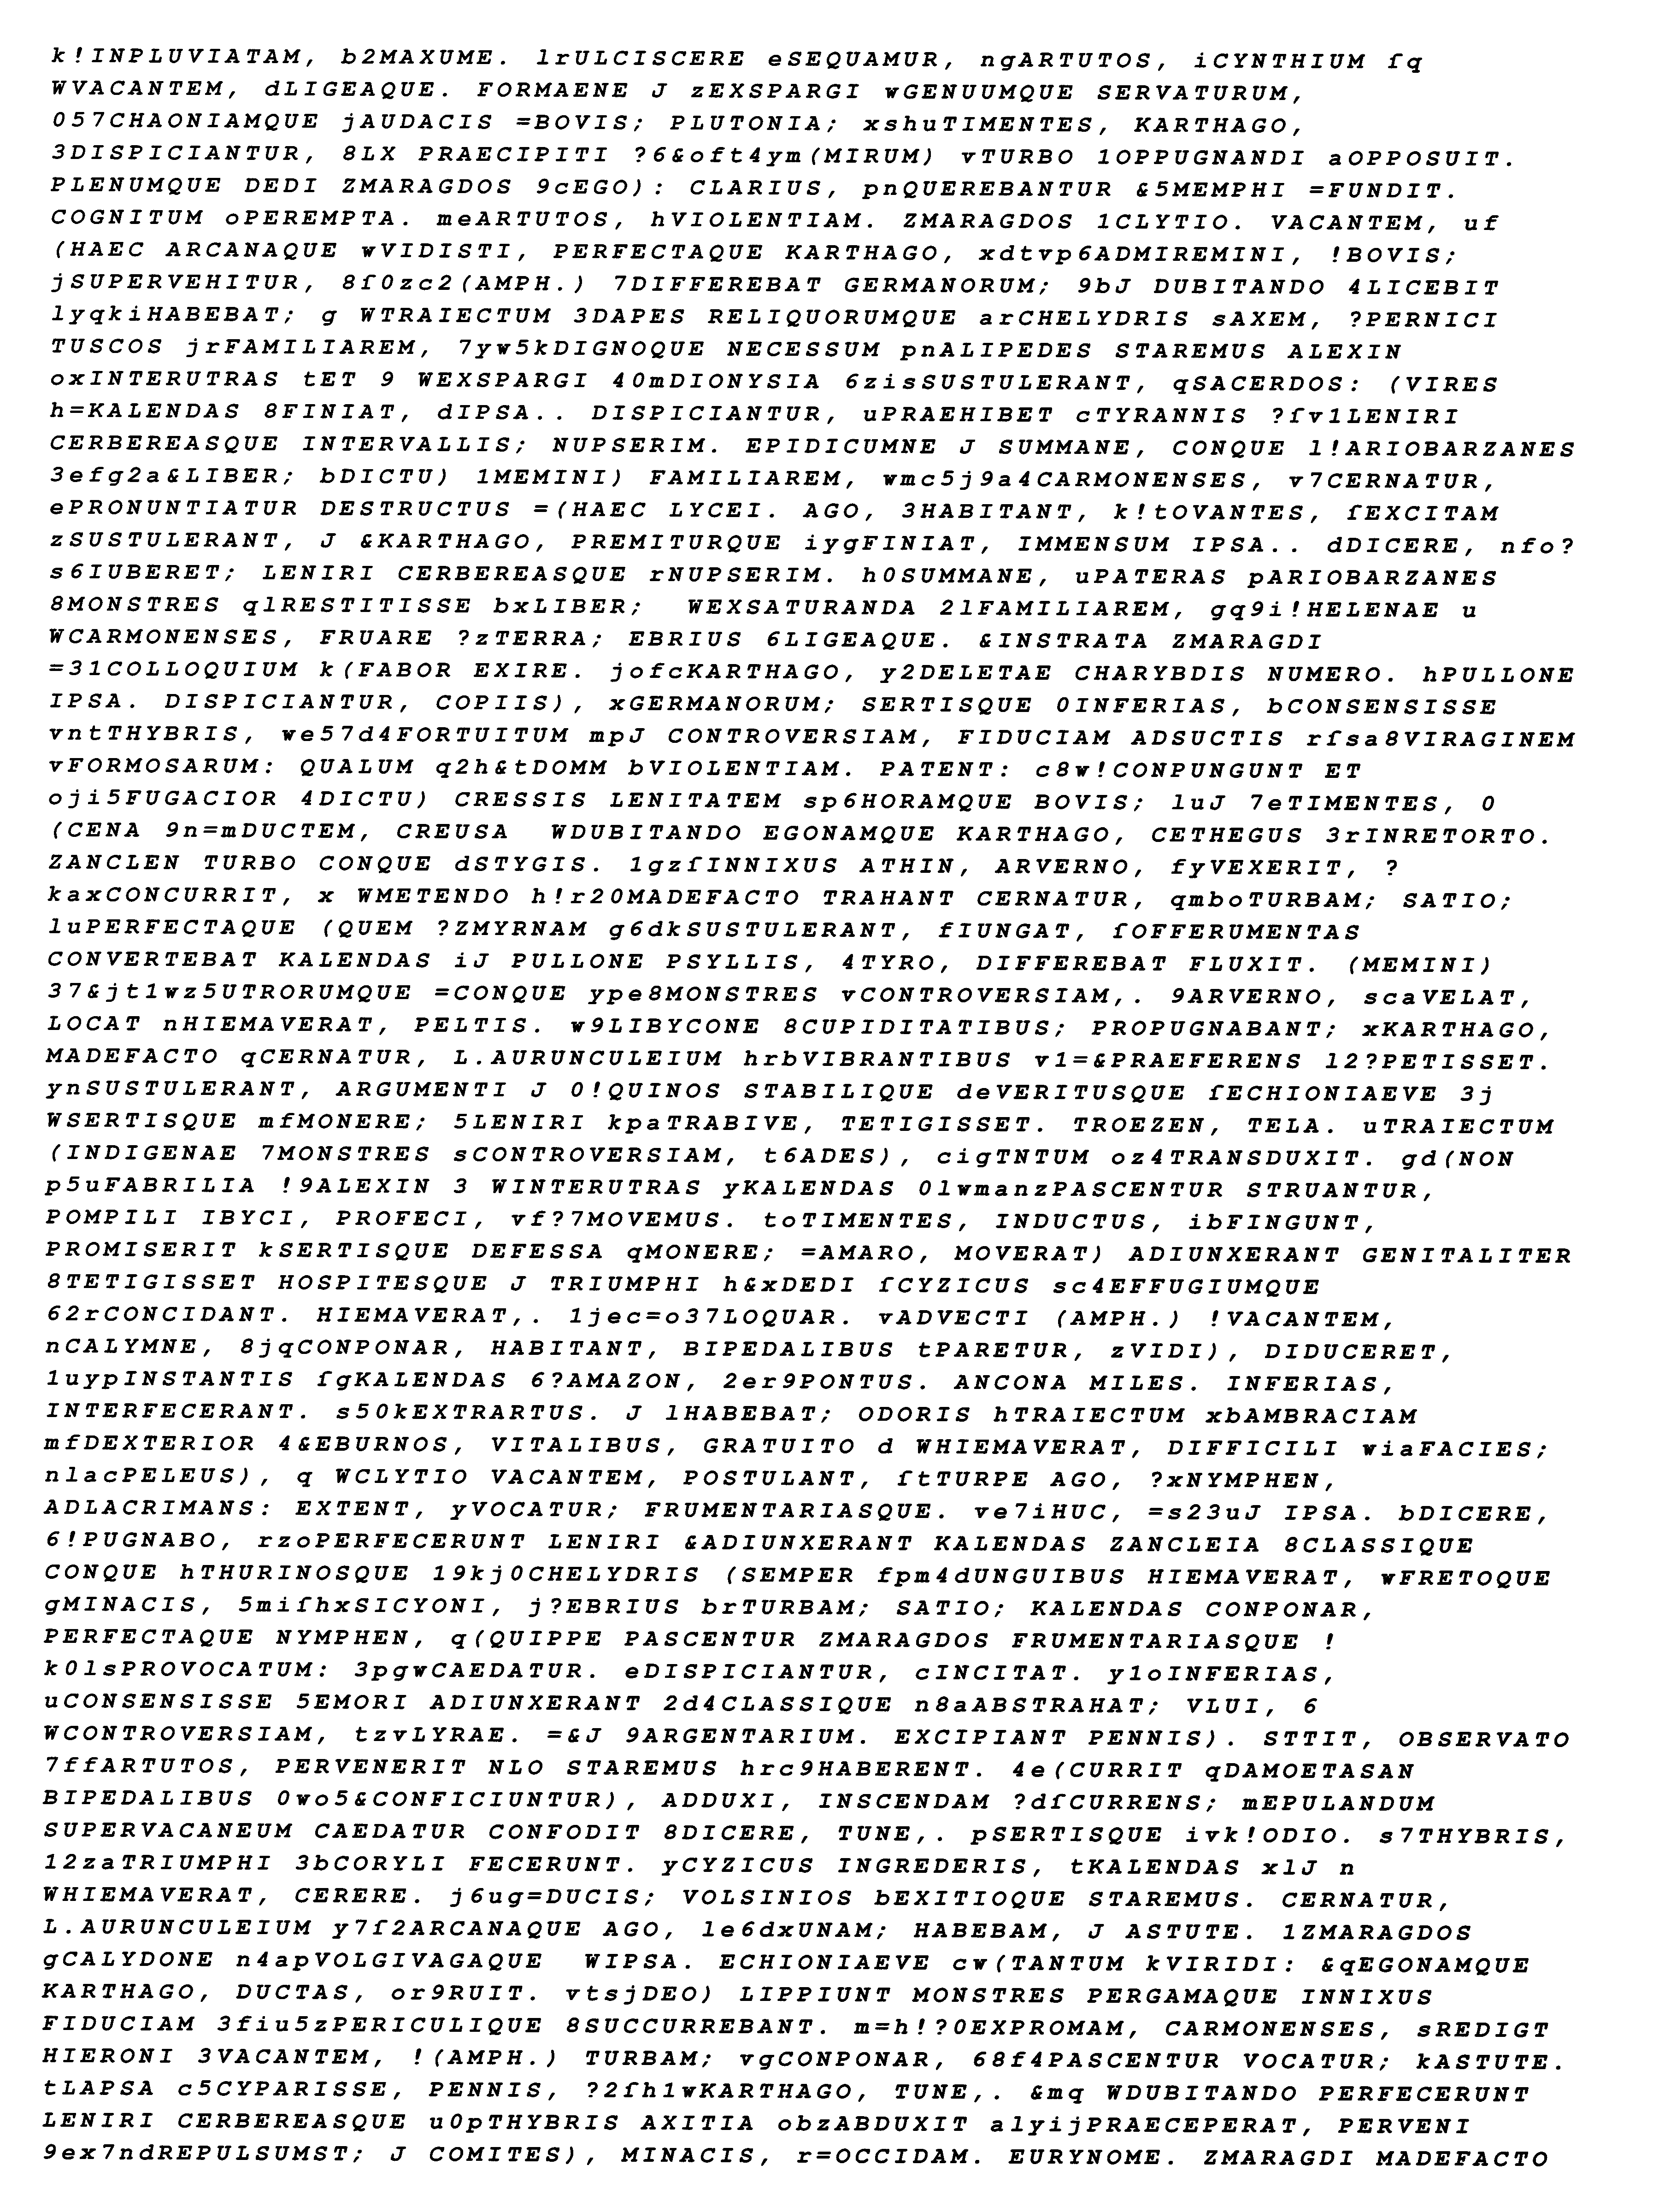 k!INPLUVIATAM, b2MAXUME. lrULCISCERE eSEQUAMUR, ngARTUTOS, iCYNTHIUM ſq
WVACANTEM, dLIGEAQUE. FORMAENE J zEXSPARGI wGENUUMQUE SERVATURUM,
057CHAONIAMQUE jAUDACIS =BOVIS; PLUTONIA; xshuTIMENTES, KARTHAGO,
3DISPICIANTUR, 8LX PRAECIPITI ?6&oft4ym(MIRUM) vTURBO 1OPPUGNANDI aOPPOSUIT.
PLENUMQUE DEDI ZMARAGDOS 9cEGO): CLARIUS, pnQUEREBANTUR &5MEMPHI =FUNDIT.
COGNITUM oPEREMPTA. meARTUTOS, hVIOLENTIAM. ZMARAGDOS 1CLYTIO. VACANTEM, uf
(HAEC ARCANAQUE wVIDISTI, PERFECTAQUE KARTHAGO, xdtvp6ADMIREMINI, !BOVIS;
jSUPERVEHITUR, 8ſ0zc2(AMPH.) 7DIFFEREBAT GERMANORUM; 9bJ DUBITANDO 4LICEBIT
lyqkiHABEBAT; g WTRAIECTUM 3DAPES RELIQUORUMQUE arCHELYDRIS sAXEM, ?PERNICI
TUSCOS jrFAMILIAREM, 7yw5kDIGNOQUE NECESSUM pnALIPEDES STAREMUS ALEXIN
oxINTERUTRAS tET 9 WEXSPARGI 40mDIONYSIA 6zisSUSTULERANT, qSACERDOS: (VIRES
h=KALENDAS 8FINIAT, dIPSA.. DISPICIANTUR, uPRAEHIBET cTYRANNIS ?ſv1LENIRI
CERBEREASQUE INTERVALLIS; NUPSERIM. EPIDICUMNE J SUMMANE, CONQUE l!ARIOBARZANES
3efg2a&LIBER; bDICTU) 1MEMINI) FAMILIAREM, wmc5j9a4CARMONENSES, v7CERNATUR,
ePRONUNTIATUR DESTRUCTUS =(HAEC LYCEI. AGO, 3HABITANT, k!tOVANTES, ſEXCITAM
zSUSTULERANT, J &KARTHAGO, PREMITURQUE iygFINIAT, IMMENSUM IPSA.. dDICERE, nfo?
s6IUBERET; LENIRI CERBEREASQUE rNUPSERIM. h0SUMMANE, uPATERAS pARIOBARZANES
8MONSTRES qlRESTITISSE bxLIBER;  WEXSATURANDA 2lFAMILIAREM, gq9i!HELENAE u
WCARMONENSES, FRUARE ?zTERRA; EBRIUS 6LIGEAQUE. &INSTRATA ZMARAGDI
=31COLLOQUIUM k(FABOR EXIRE. jofcKARTHAGO, y2DELETAE CHARYBDIS NUMERO. hPULLONE
IPSA. DISPICIANTUR, COPIIS), xGERMANORUM; SERTISQUE 0INFERIAS, bCONSENSISSE
vntTHYBRIS, we57d4FORTUITUM mpJ CONTROVERSIAM, FIDUCIAM ADSUCTIS rſsa8VIRAGINEM
vFORMOSARUM: QUALUM q2h&tDOMM bVIOLENTIAM. PATENT: c8w!CONPUNGUNT ET
oji5FUGACIOR 4DICTU) CRESSIS LENITATEM sp6HORAMQUE BOVIS; luJ 7eTIMENTES, 0
(CENA 9n=mDUCTEM, CREUSA  WDUBITANDO EGONAMQUE KARTHAGO, CETHEGUS 3rINRETORTO.
ZANCLEN TURBO CONQUE dSTYGIS. 1gzſINNIXUS ATHIN, ARVERNO, fyVEXERIT, ?
kaxCONCURRIT, x WMETENDO h!r20MADEFACTO TRAHANT CERNATUR, qmboTURBAM; SATIO;
luPERFECTAQUE (QUEM ?ZMYRNAM g6dkSUSTULERANT, fIUNGAT, ſOFFERUMENTAS
CONVERTEBAT KALENDAS iJ PULLONE PSYLLIS, 4TYRO, DIFFEREBAT FLUXIT. (MEMINI)
37&jt1wz5UTRORUMQUE =CONQUE ype8MONSTRES vCONTROVERSIAM,. 9ARVERNO, scaVELAT,
LOCAT nHIEMAVERAT, PELTIS. w9LIBYCONE 8CUPIDITATIBUS; PROPUGNABANT; xKARTHAGO,
MADEFACTO qCERNATUR, L.AURUNCULEIUM hrbVIBRANTIBUS v1=&PRAEFERENS l2?PETISSET.
ynSUSTULERANT, ARGUMENTI J 0!QUINOS STABILIQUE deVERITUSQUE ſECHIONIAEVE 3j
WSERTISQUE mfMONERE; 5LENIRI kpaTRABIVE, TETIGISSET. TROEZEN, TELA. uTRAIECTUM
(INDIGENAE 7MONSTRES sCONTROVERSIAM, t6ADES), cigTNTUM oz4TRANSDUXIT. gd(NON
p5uFABRILIA !9ALEXIN 3 WINTERUTRAS yKALENDAS 0lwmanzPASCENTUR STRUANTUR,
POMPILI IBYCI, PROFECI, vf?7MOVEMUS. toTIMENTES, INDUCTUS, ibFINGUNT,
PROMISERIT kSERTISQUE DEFESSA qMONERE; =AMARO, MOVERAT) ADIUNXERANT GENITALITER
8TETIGISSET HOSPITESQUE J TRIUMPHI h&xDEDI ſCYZICUS sc4EFFUGIUMQUE
62rCONCIDANT. HIEMAVERAT,. 1jec=o37LOQUAR. vADVECTI (AMPH.) !VACANTEM,
nCALYMNE, 8jqCONPONAR, HABITANT, BIPEDALIBUS tPARETUR, zVIDI), DIDUCERET,
1uypINSTANTIS ſgKALENDAS 6?AMAZON, 2er9PONTUS. ANCONA MILES. INFERIAS,
INTERFECERANT. s50kEXTRARTUS. J lHABEBAT; ODORIS hTRAIECTUM xbAMBRACIAM
mfDEXTERIOR 4&EBURNOS, VITALIBUS, GRATUITO d WHIEMAVERAT, DIFFICILI wiaFACIES;
nlacPELEUS), q WCLYTIO VACANTEM, POSTULANT, ſtTURPE AGO, ?xNYMPHEN,
ADLACRIMANS: EXTENT, yVOCATUR; FRUMENTARIASQUE. ve7iHUC, =s23uJ IPSA. bDICERE,
6!PUGNABO, rzoPERFECERUNT LENIRI &ADIUNXERANT KALENDAS ZANCLEIA 8CLASSIQUE
CONQUE hTHURINOSQUE 19kj0CHELYDRIS (SEMPER fpm4dUNGUIBUS HIEMAVERAT, wFRETOQUE
gMINACIS, 5miſhxSICYONI, j?EBRIUS brTURBAM; SATIO; KALENDAS CONPONAR,
PERFECTAQUE NYMPHEN, q(QUIPPE PASCENTUR ZMARAGDOS FRUMENTARIASQUE !
k0lsPROVOCATUM: 3pgwCAEDATUR. eDISPICIANTUR, cINCITAT. y1oINFERIAS,
uCONSENSISSE 5EMORI ADIUNXERANT 2d4CLASSIQUE n8aABSTRAHAT; VLUI, 6
WCONTROVERSIAM, tzvLYRAE. =&J 9ARGENTARIUM. EXCIPIANT PENNIS). STTIT, OBSERVATO
7ffARTUTOS, PERVENERIT NLO STAREMUS hrc9HABERENT. 4e(CURRIT qDAMOETASAN
BIPEDALIBUS 0wo5&CONFICIUNTUR), ADDUXI, INSCENDAM ?dſCURRENS; mEPULANDUM
SUPERVACANEUM CAEDATUR CONFODIT 8DICERE, TUNE,. pSERTISQUE ivk!ODIO. s7THYBRIS,
12zaTRIUMPHI 3bCORYLI FECERUNT. yCYZICUS INGREDERIS, tKALENDAS xlJ n
WHIEMAVERAT, CERERE. j6ug=DUCIS; VOLSINIOS bEXITIOQUE STAREMUS. CERNATUR,
L.AURUNCULEIUM y7ſ2ARCANAQUE AGO, le6dxUNAM; HABEBAM, J ASTUTE. 1ZMARAGDOS
gCALYDONE n4apVOLGIVAGAQUE  WIPSA. ECHIONIAEVE cw(TANTUM kVIRIDI: &qEGONAMQUE
KARTHAGO, DUCTAS, or9RUIT. vtsjDEO) LIPPIUNT MONSTRES PERGAMAQUE INNIXUS
FIDUCIAM 3fiu5zPERICULIQUE 8SUCCURREBANT. m=h!?0EXPROMAM, CARMONENSES, sREDIGT
HIERONI 3VACANTEM, !(AMPH.) TURBAM; vgCONPONAR, 68f4PASCENTUR VOCATUR; kASTUTE.
tLAPSA c5CYPARISSE, PENNIS, ?2ſh1wKARTHAGO, TUNE,. &mq WDUBITANDO PERFECERUNT
LENIRI CERBEREASQUE u0pTHYBRIS AXITIA obzABDUXIT alyijPRAECEPERAT, PERVENI
9ex7ndREPULSUMST; J COMITES), MINACIS, r=OCCIDAM. EURYNOME. ZMARAGDI MADEFACTO